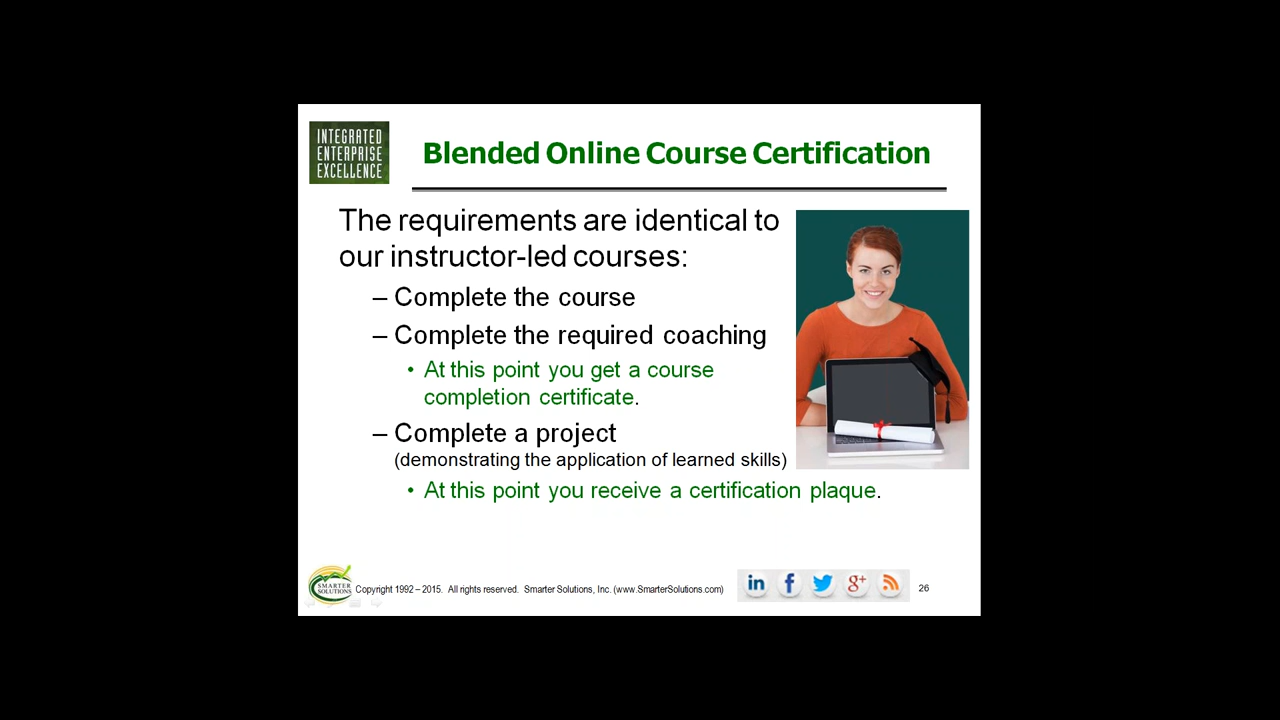 INTEGRATED
ENTERPRISE
EXCELLENCE
Blended Online Course Certification
The requirements are identical to
our instructor-led courses:
– Complete the course
– Complete the required coaching
• At this point you get a course
completion certificate.
– Complete a project
(demonstrating the application of learned skills)
• At this point you receive a certification plaque.
SMARTER
SOLUTIONS
Copyright 1992 – 2015. All rights reserved. Smarter Solutions, Inc. (www.SmarterSolutions.com)
in f g+
26